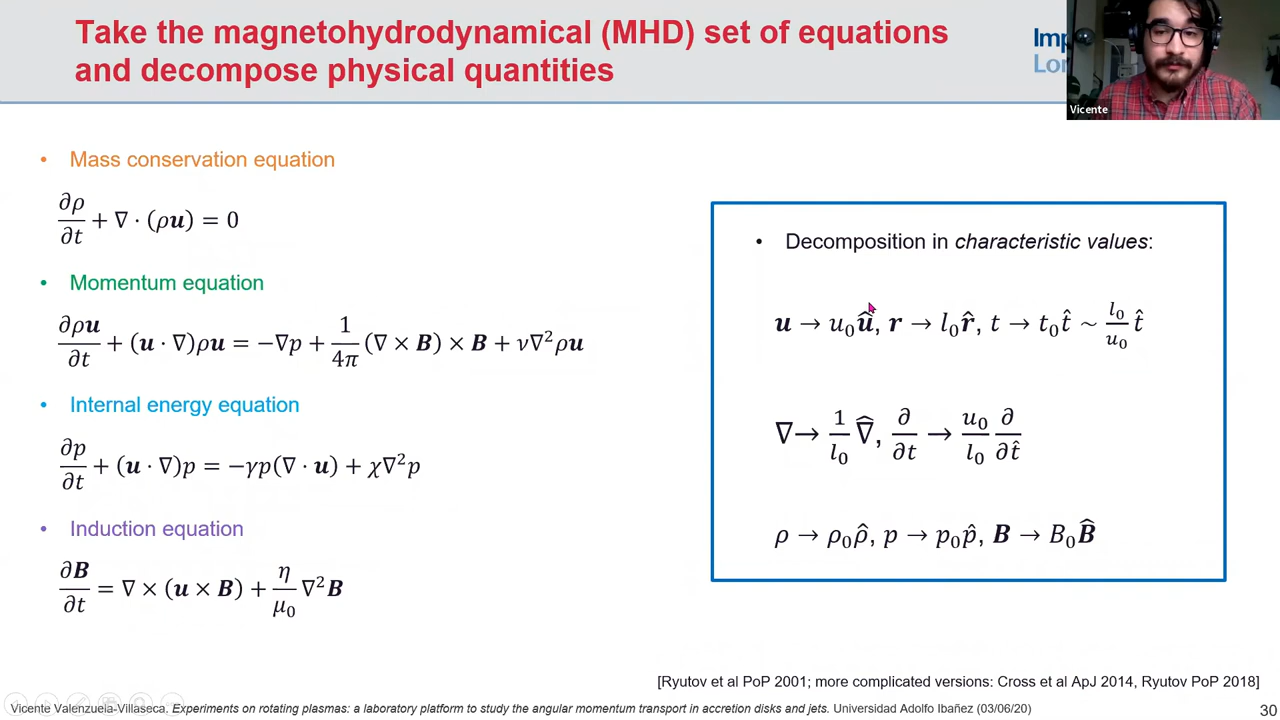 Take the magnetohydrodynamical (MHD) set of equations
and decompose physical quantities
Imp
Lon
Vicente
• Mass conservation equation
∂ρ/∂t + ∇ · (ρu) = 0
• Momentum equation
∂ρu/∂t + (u · ∇)ρu = −∇p + 1/4π (∇ × B) × B + ν∇²ρu
• Internal energy equation
∂p/∂t + (u · ∇)p = −γp(∇ · u) + χ∇²p
• Induction equation
∂B/∂t = ∇ × (u × B) + η/μ₀ ∇²B
• Decomposition in characteristic values:
u → u₀û, r → l₀r̂, t → t₀t̂ ~ l₀/u₀ t̂
∇→ 1/l₀ ∇̂, ∂/∂t → u₀/l₀ ∂/∂t̂
ρ → ρ₀ρ̂, p → p₀p̂, B → B₀B̂
[Ryutov et al PoP 2001; more complicated versions: Cross et al ApJ 2014, Ryutov PoP 2018]
Vicente Valenzuela-Villaseca. Experiments on rotating plasmas: a laboratory platform to study the angular momentum transport in accretion disks and jets. Universidad Adolfo Ibañez (03/06/20)
30